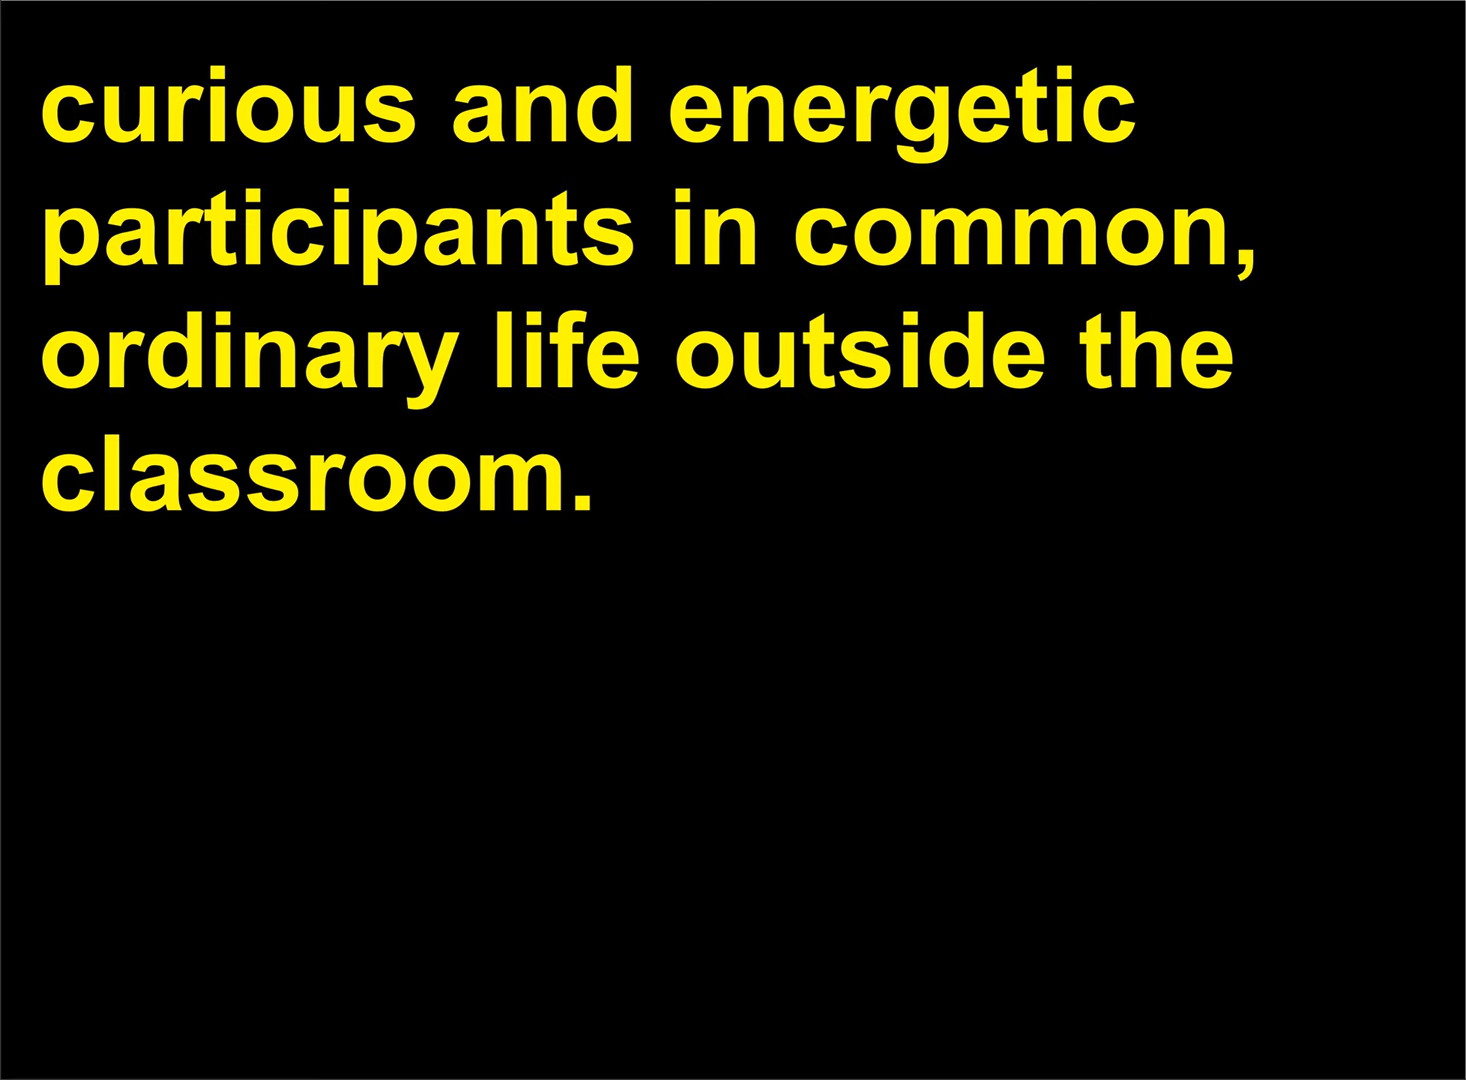 curious and energetic
participants in common,
ordinary life outside the
classroom.